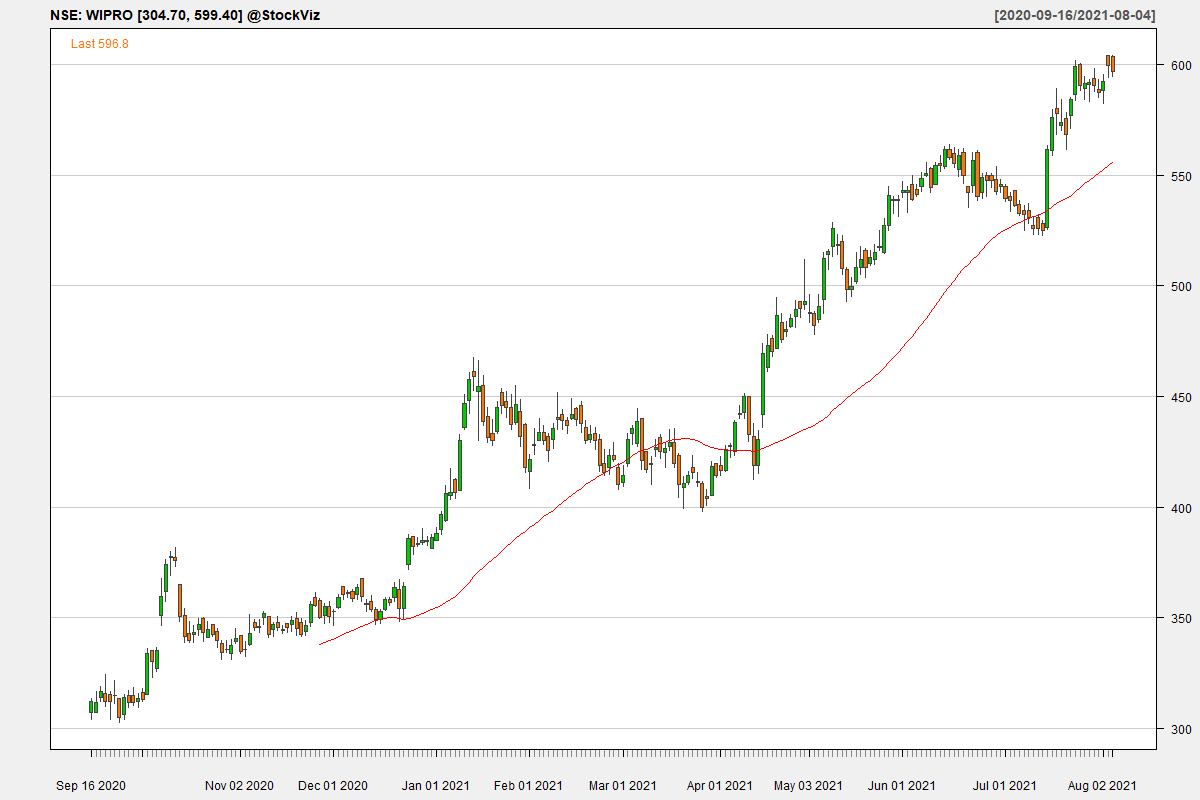 NSE: WIPRO [304.70, 599.40] @StockViz [2020-09-16/2021-08-04]
Last 596.8
600
550
500
450
400
350
300
Sep 16 2020 Nov 02 2020 Dec 01 2020 Jan 01 2021 Feb 01 2021 Mar 01 2021 Apr 01 2021 May 03 2021 Jun 01 2021 Jul 01 2021 Aug 02 2021